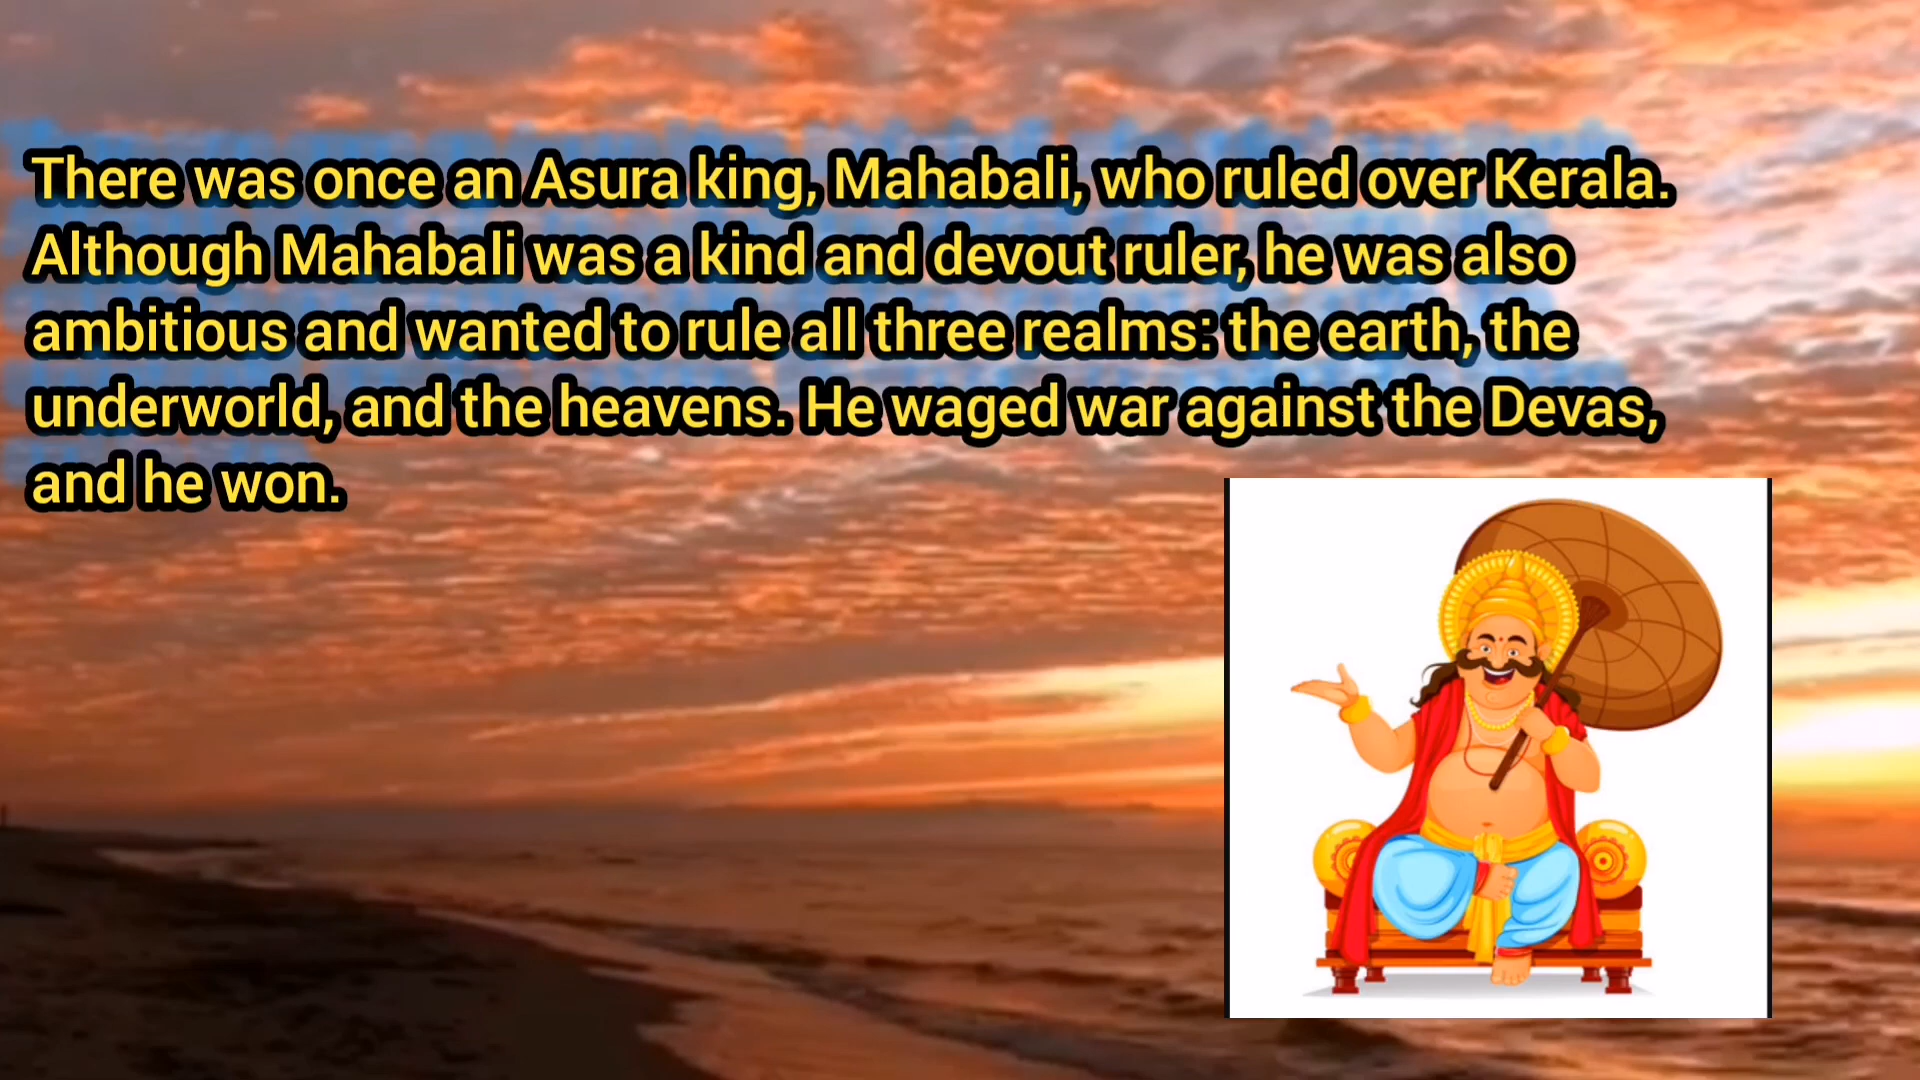 There was once an Asura king, Mahabali, who ruled over Kerala.
Although Mahabali was a kind and devout ruler, he was also
ambitious and wanted to rule all three realms: the earth, the
underworld, and the heavens. He waged war against the Devas,
and he won.